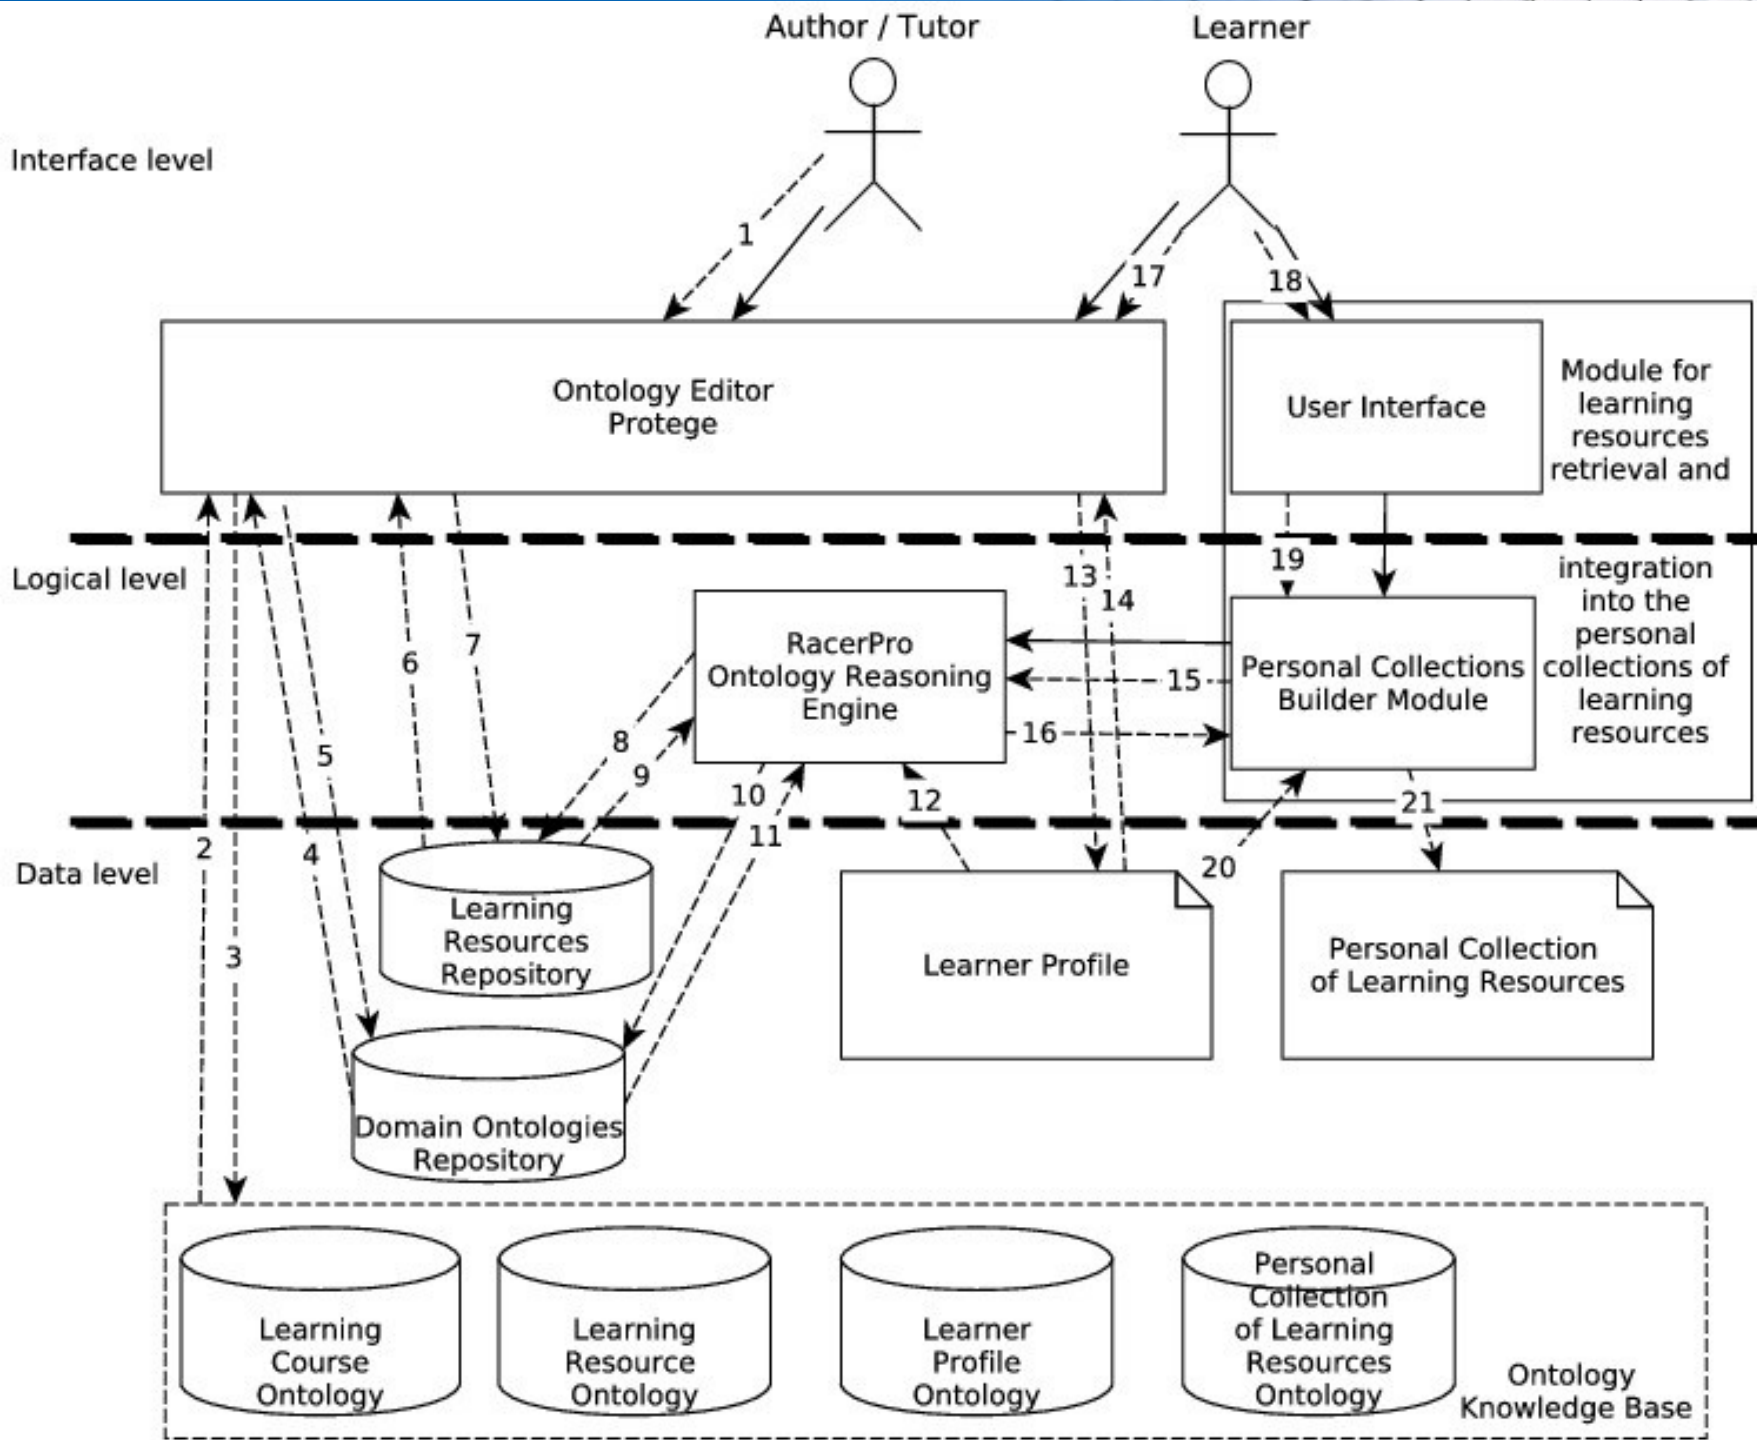 Author / Tutor
Learner
Interface level
1
17
18
Ontology Editor
Protege
User Interface
Module for
learning
resources
retrieval and
Logical level
integration
into the
personal
collections of
learning
resources
19
13
14
6
7
RacerPro
Ontology Reasoning
Engine
15
16
Personal Collections
Builder Module
5
8
9
10
11
12
21
20
2
4
3
Data level
Learning
Resources
Repository
Learner Profile
Personal Collection
of Learning Resources
Domain Ontologies
Repository
Learning
Course
Ontology
Learning
Resource
Ontology
Learner
Profile
Ontology
Personal
Collection
of Learning
Resources
Ontology
Ontology
Knowledge Base